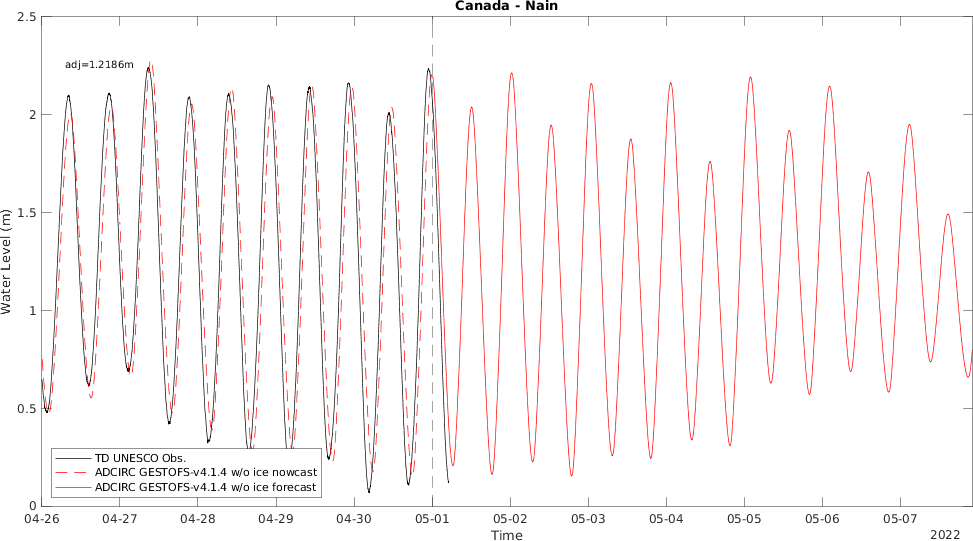 Canada - Nain
2.5
adj=1.2186m
2
1.5
Water Level (m)
1
0.5
TD UNESCO Obs.
ADCIRC GESTOFS-v4.1.4 w/o ice nowcast
ADCIRC GESTOFS-v4.1.4 w/o ice forecast
0
04-26 04-27 04-28 04-29 04-30 05-01 05-02 05-03 05-04 05-05 05-06 05-07
Time
2022